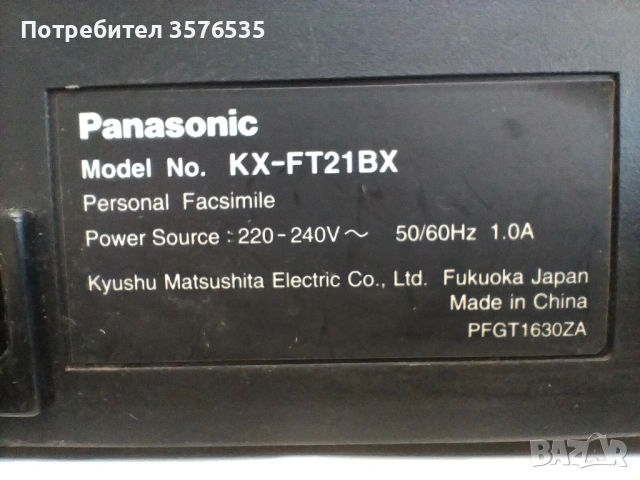 Потребител 3576535
Panasonic
Model No. KX-FT21BX
Personal Facsimile
Power Source : 220-240V～ 50/60Hz 1.0A
Kyushu Matsushita Electric Co., Ltd. Fukuoka Japan
Made in China
PFGT1630ZA
BAZAR